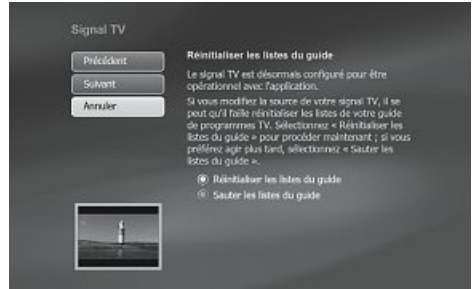 Signal TV
Précédent
Suivant
Annuler
Réinitialiser les listes du guide
Le signal TV est désormais configuré pour être
opérationnel avec l'application.
Si vous modifiez la source de votre signal TV, il se
peut qu'il faille réinitialiser les listes de votre guide
de programmes TV. Sélectionnez « Réinitialiser les
listes du guide » pour procéder maintenant ; si vous
préférez agir plus tard, sélectionnez « Sauter les
listes du guide ».
Réinitialiser les listes du guide
Sauter les listes du guide